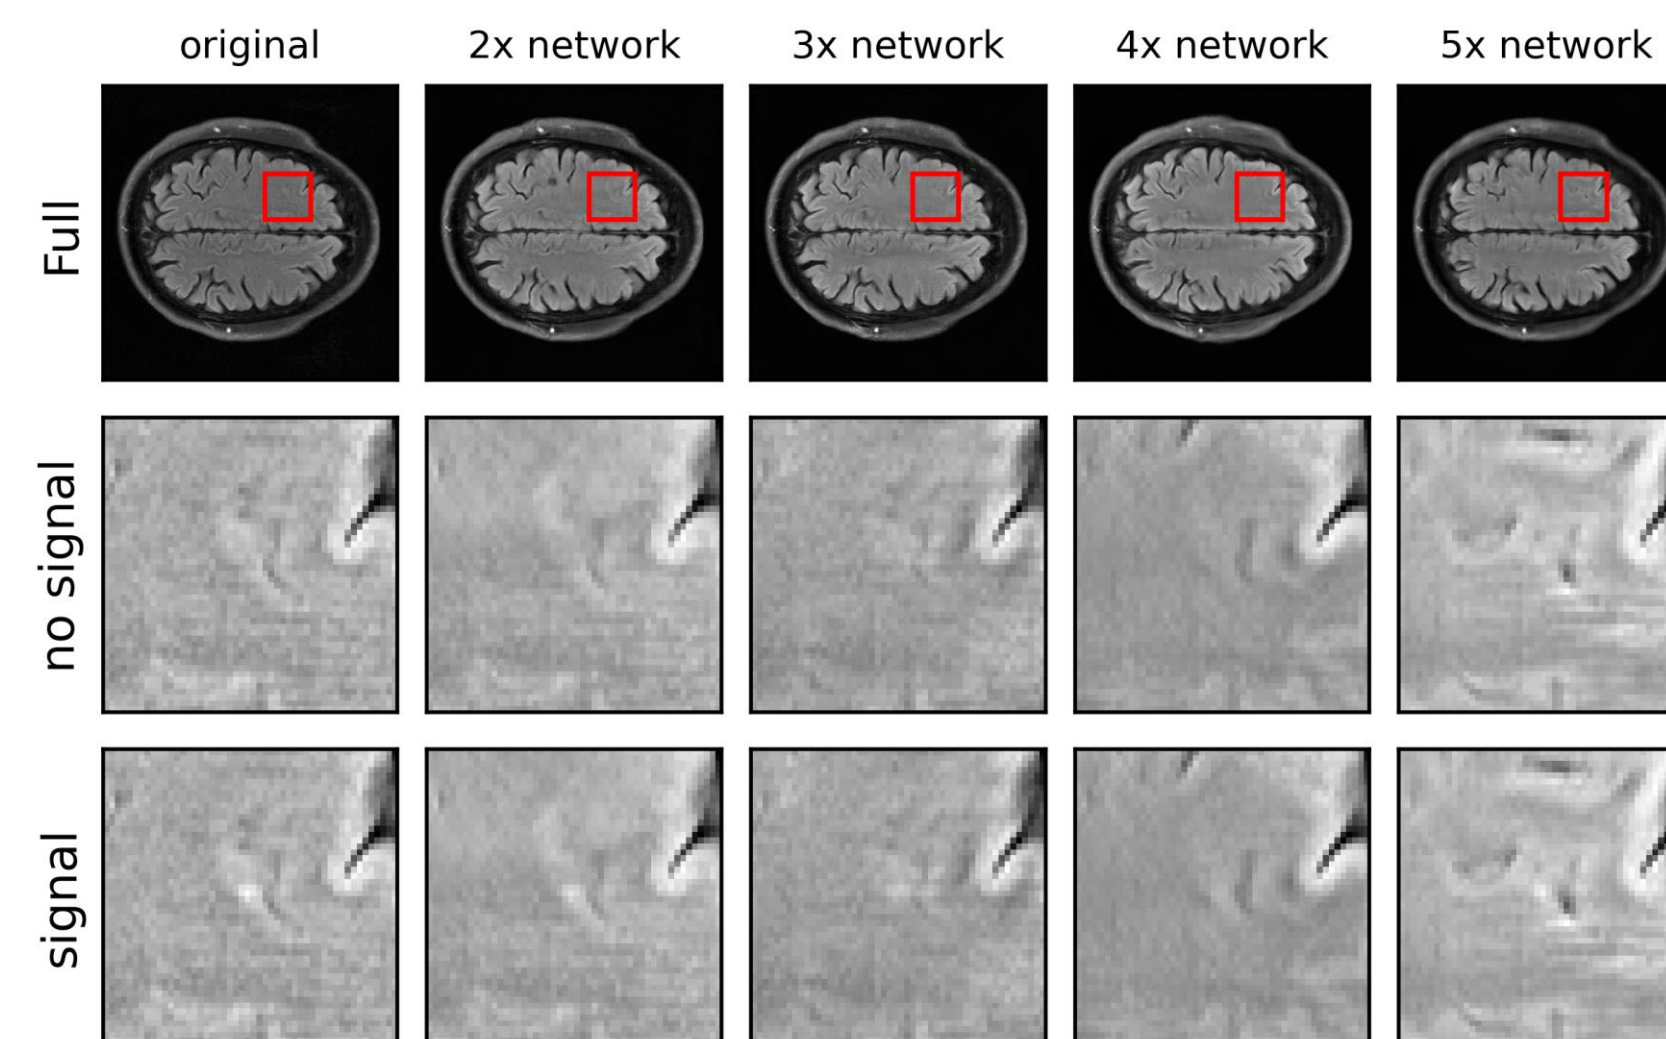 original 2x network 3x network 4x network 5x network
Full
no signal
signal